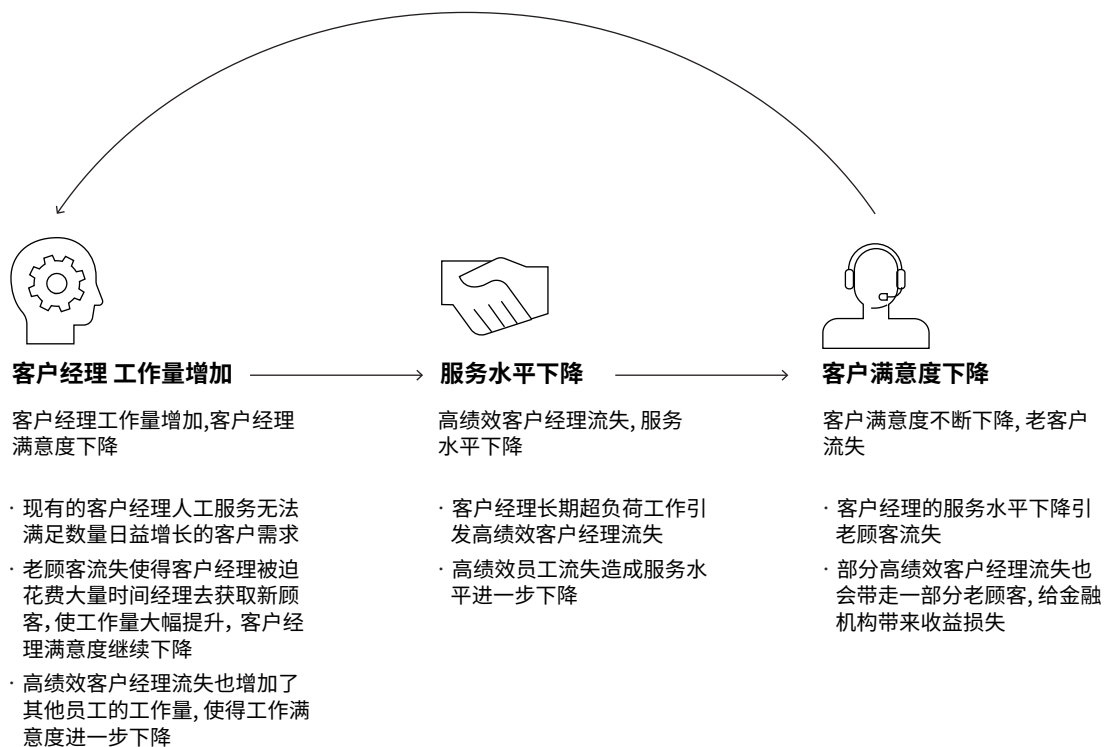 客户经理 工作量增加
客户经理工作量增加,客户经理
满意度下降
· 现有的客户经理人工服务无法
满足数量日益增长的客户需求
· 老顾客流失使得客户经理被迫
花费大量时间经理去获取新顾
客，使工作量大幅提升，客户经
理满意度继续下降
· 高绩效客户经理流失也增加了
其他员工的工作量, 使得工作满
意度进一步下降
服务水平下降
高绩效客户经理流失, 服务
水平下降
· 客户经理长期超负荷工作引
发高绩效客户经理流失
· 高绩效员工流失造成服务水
平进一步下降
客户满意度下降
客户满意度不断下降, 老客户
流失
· 客户经理的服务水平下降引
老顾客流失
· 部分高绩效客户经理流失也
会带走一部分老顾客, 给金融
机构带来收益损失